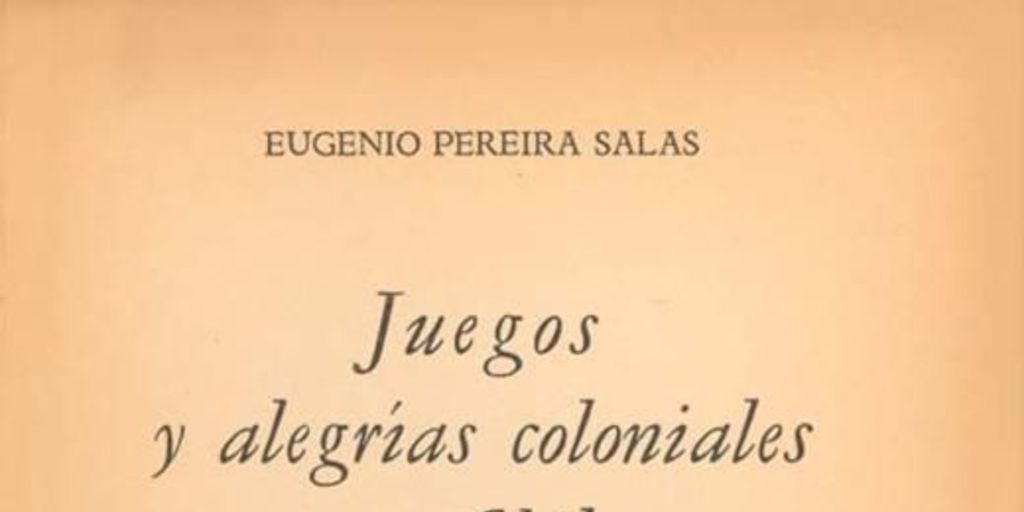 EUGENIO PEREIRA SALAS
Juegos
y alegrías coloniales